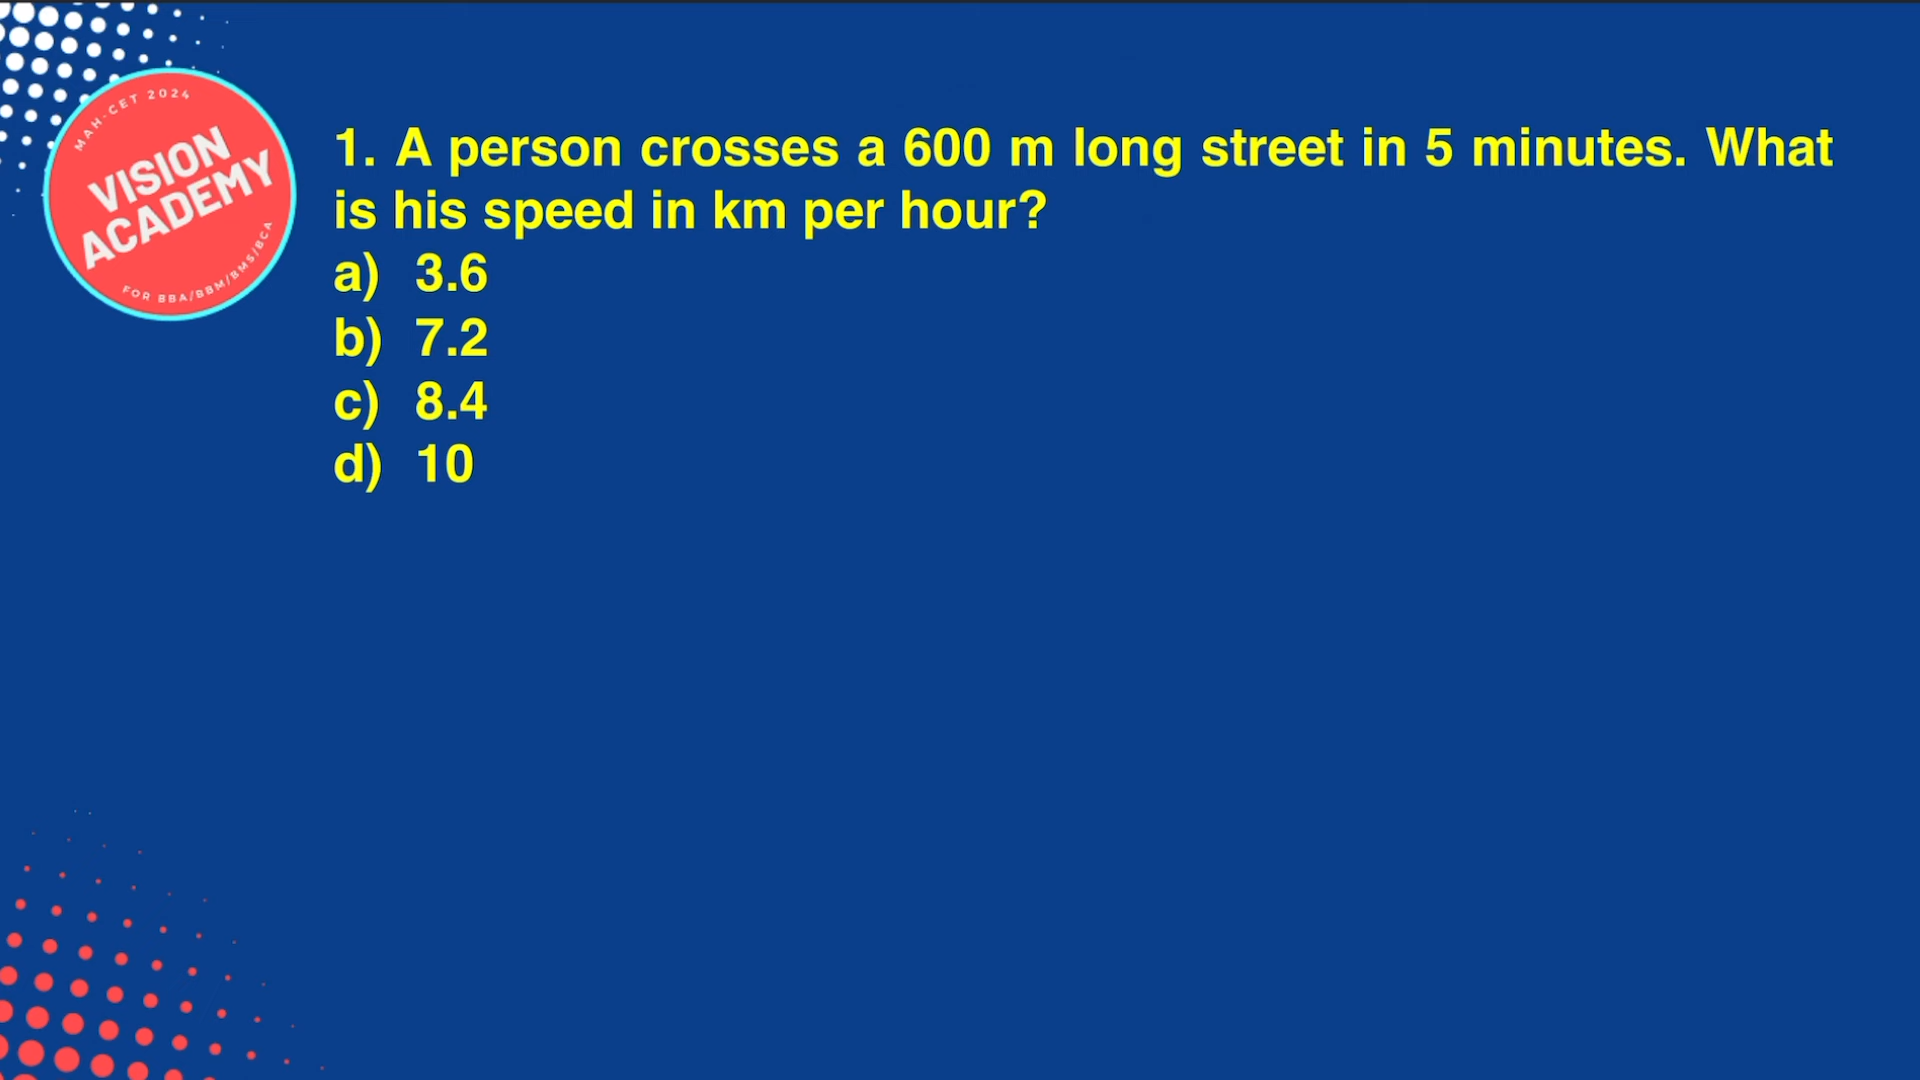 MAH-CET 2024
VISION
ACADEMY
FOR BBA/BBM/BMS/BCA
1. A person crosses a 600 m long street in 5 minutes. What
is his speed in km per hour?
a) 3.6
b) 7.2
c) 8.4
d) 10